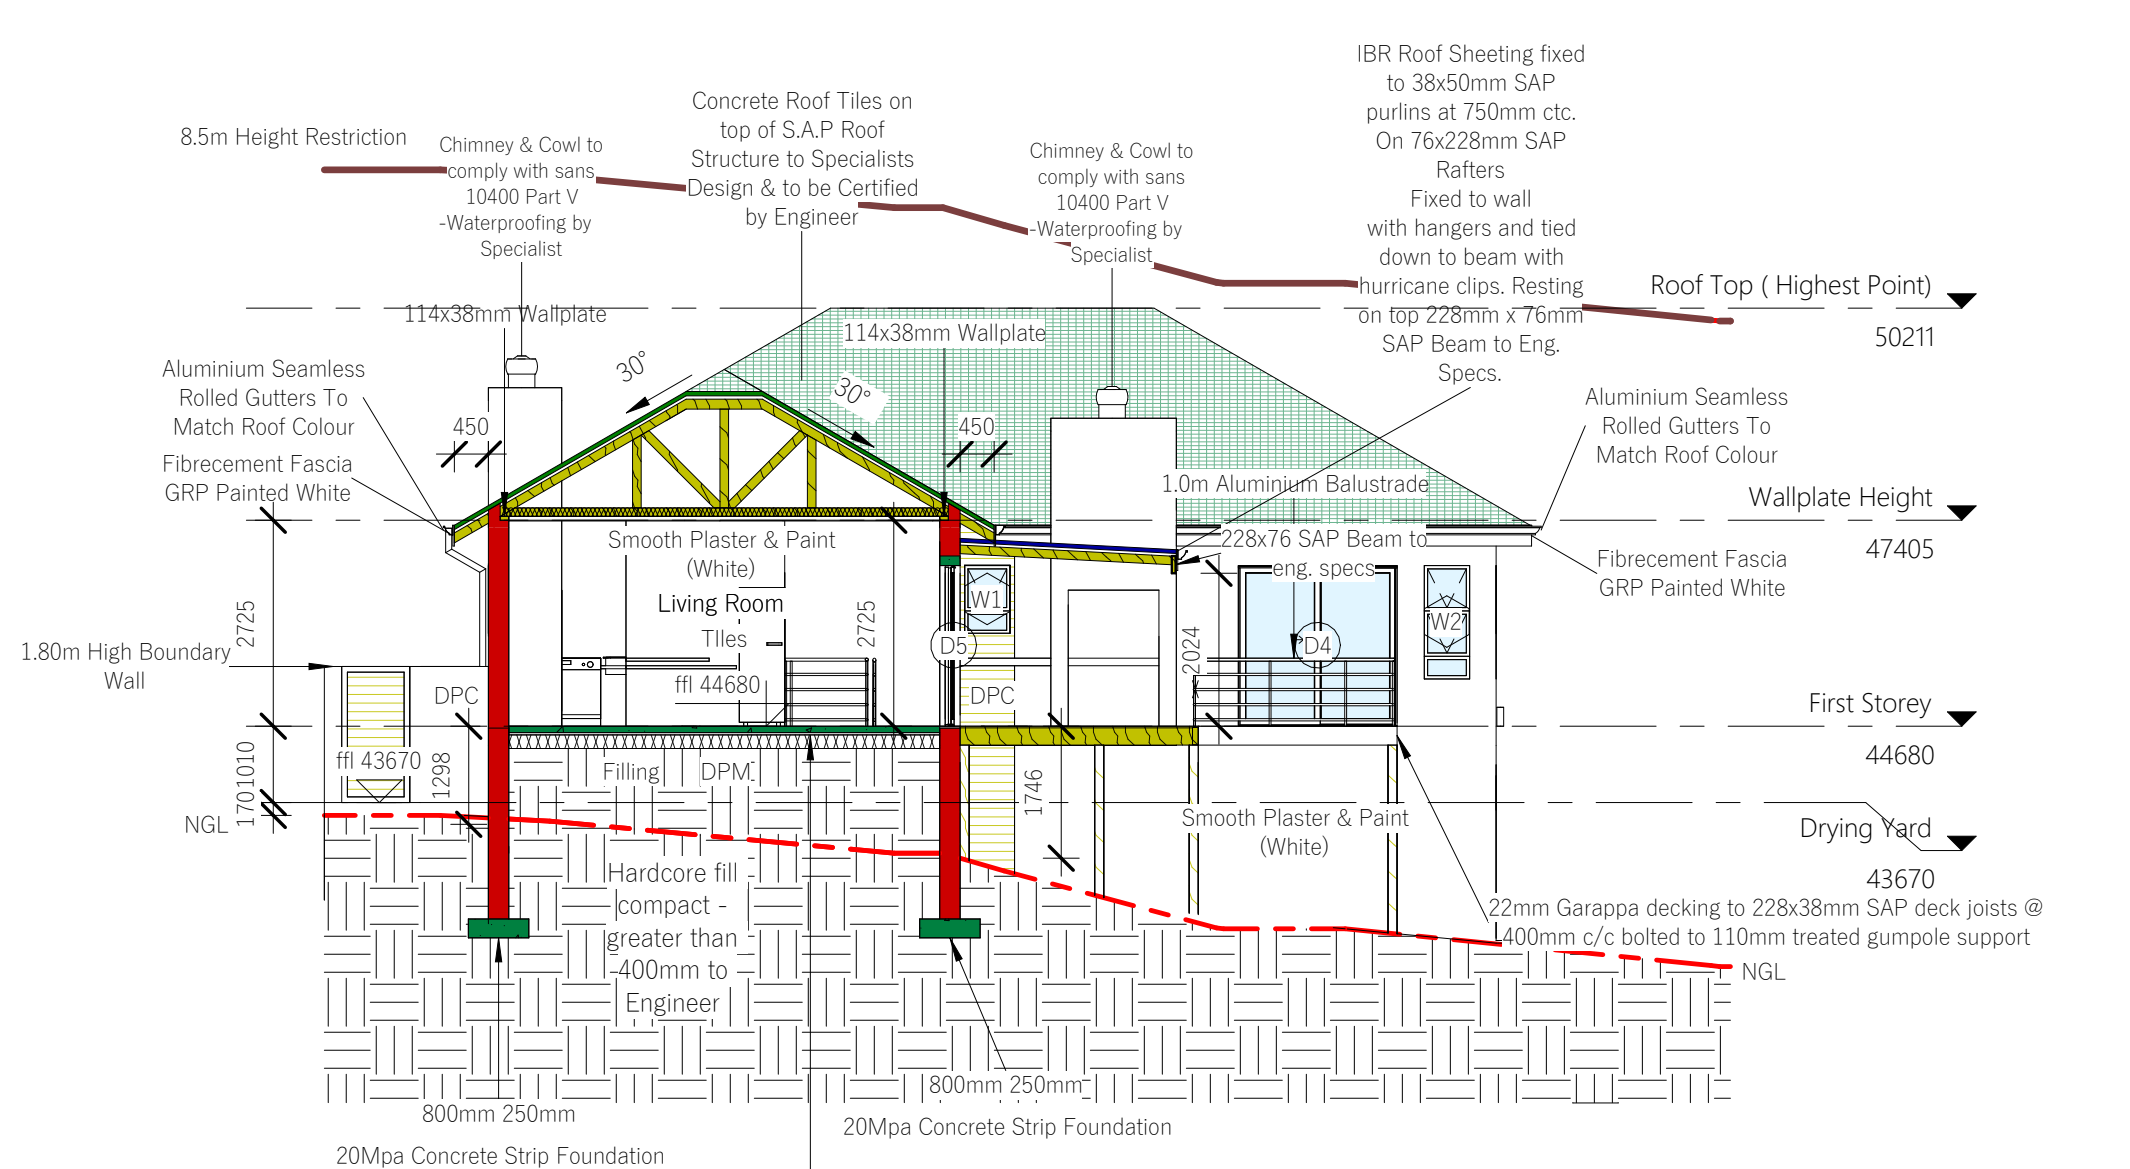 IBR Roof Sheeting fixed
to 38x50mm SAP
purlins at 750mm ctc.
On 76x228mm SAP
Rafters
Fixed to wall
with hangers and tied
down to beam with
hurricane clips. Resting
on top 228mm x 76mm
SAP Beam to Eng.
Specs.
Concrete Roof Tiles on
top of S.A.P Roof
Structure to Specialists
Design & to be Certified
by Engineer
8.5m Height Restriction
Chimney & Cowl to
comply with sans
10400 Part V
-Waterproofing by
Specialist
Chimney & Cowl to
comply with sans
10400 Part V
-Waterproofing by
Specialist
Roof Top ( Highest Point)
50211
114x38mm Wallplate
114x38mm Wallplate
30°
30°
Aluminium Seamless
Rolled Gutters To
Match Roof Colour
Fibrecement Fascia
GRP Painted White
450
450
Aluminium Seamless
Rolled Gutters To
Match Roof Colour
1.0m Aluminium Balustrade
Wallplate Height
47405
228x76 SAP Beam to
eng. specs
Fibrecement Fascia
GRP Painted White
Smooth Plaster & Paint
(White)
Living Room
TIles
ffl 44680
2725
2725
W1
D5
2024
D4
W2
1.80m High Boundary
Wall
DPC
DPC
First Storey
44680
ffl 43670
1010
170
1298
Filling
DPM
1746
NGL
Smooth Plaster & Paint
(White)
Drying Yard
43670
Hardcore fill
compact -
greater than
400mm to
Engineer
22mm Garappa decking to 228x38mm SAP deck joists @
400mm c/c bolted to 110mm treated gumpole support
NGL
800mm 250mm
20Mpa Concrete Strip Foundation
800mm 250mm
20Mpa Concrete Strip Foundation